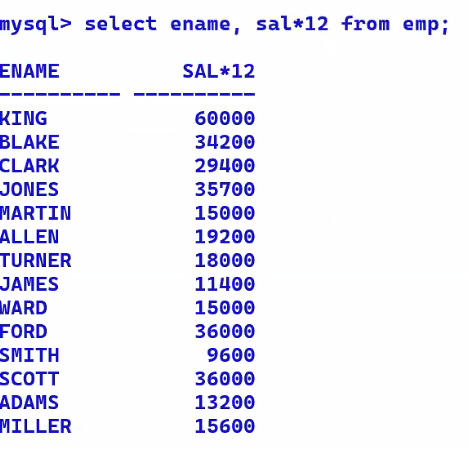 mysql> select ename, sal*12 from emp;
ENAME            SAL*12
---------- ----------
KING              60000
BLAKE             34200
CLARK             29400
JONES             35700
MARTIN            15000
ALLEN             19200
TURNER            18000
JAMES             11400
WARD              15000
FORD              36000
SMITH              9600
SCOTT             36000
ADAMS             13200
MILLER            15600